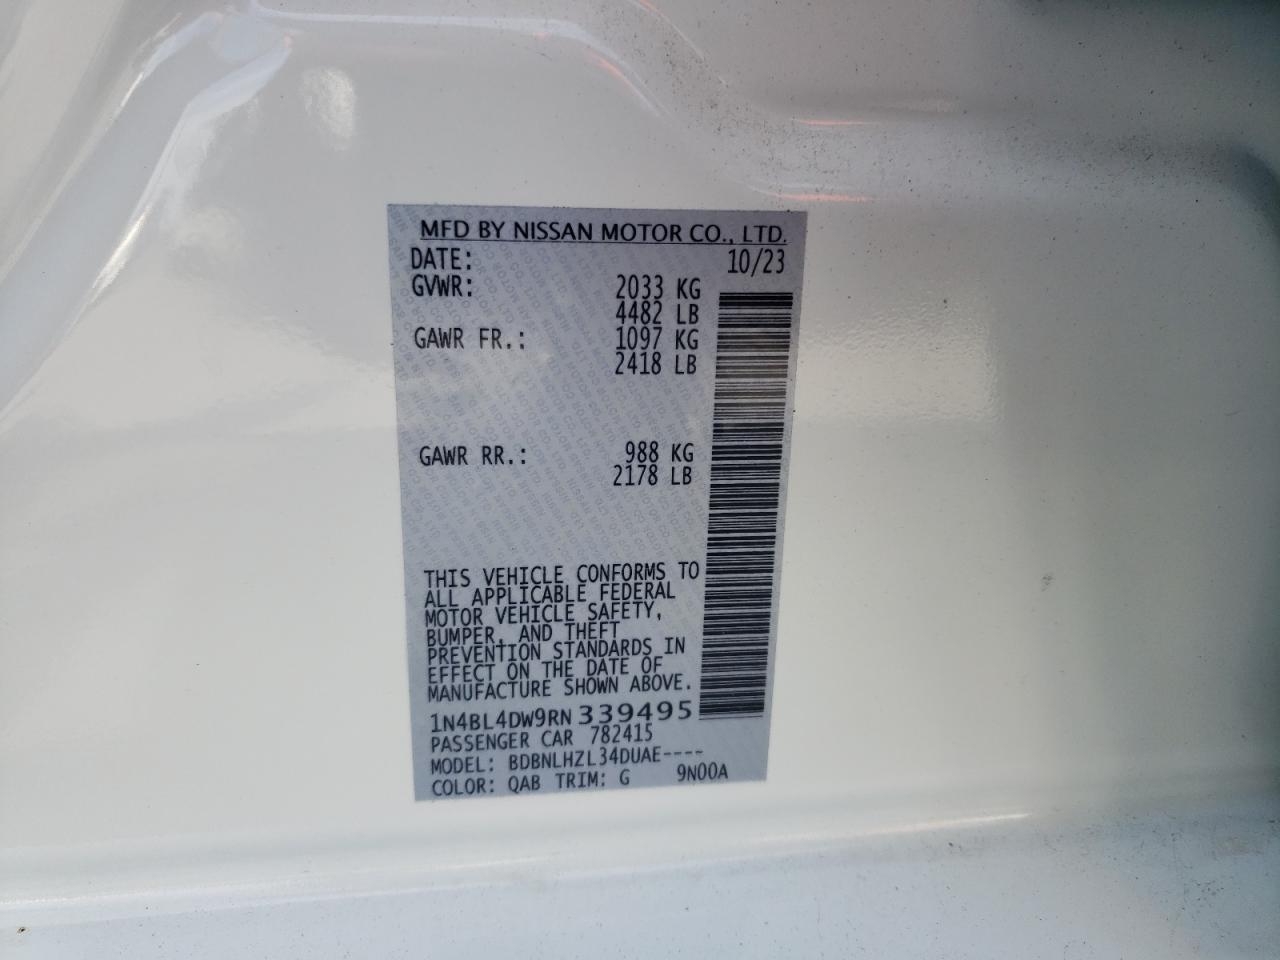 MFD BY NISSAN MOTOR CO., LTD.
DATE: 10/23
GVWR: 2033 KG
4482 LB
GAWR FR.: 1097 KG
2418 LB
GAWR RR.: 988 KG
2178 LB
THIS VEHICLE CONFORMS TO
ALL APPLICABLE FEDERAL
MOTOR VEHICLE SAFETY,
BUMPER, AND THEFT
PREVENTION STANDARDS IN
EFFECT ON THE DATE OF
MANUFACTURE SHOWN ABOVE.
1N4BL4DW9RN339495
PASSENGER CAR 782415
MODEL: BDBNLHZL34DUAE----
COLOR: QAB TRIM: G 9N00A